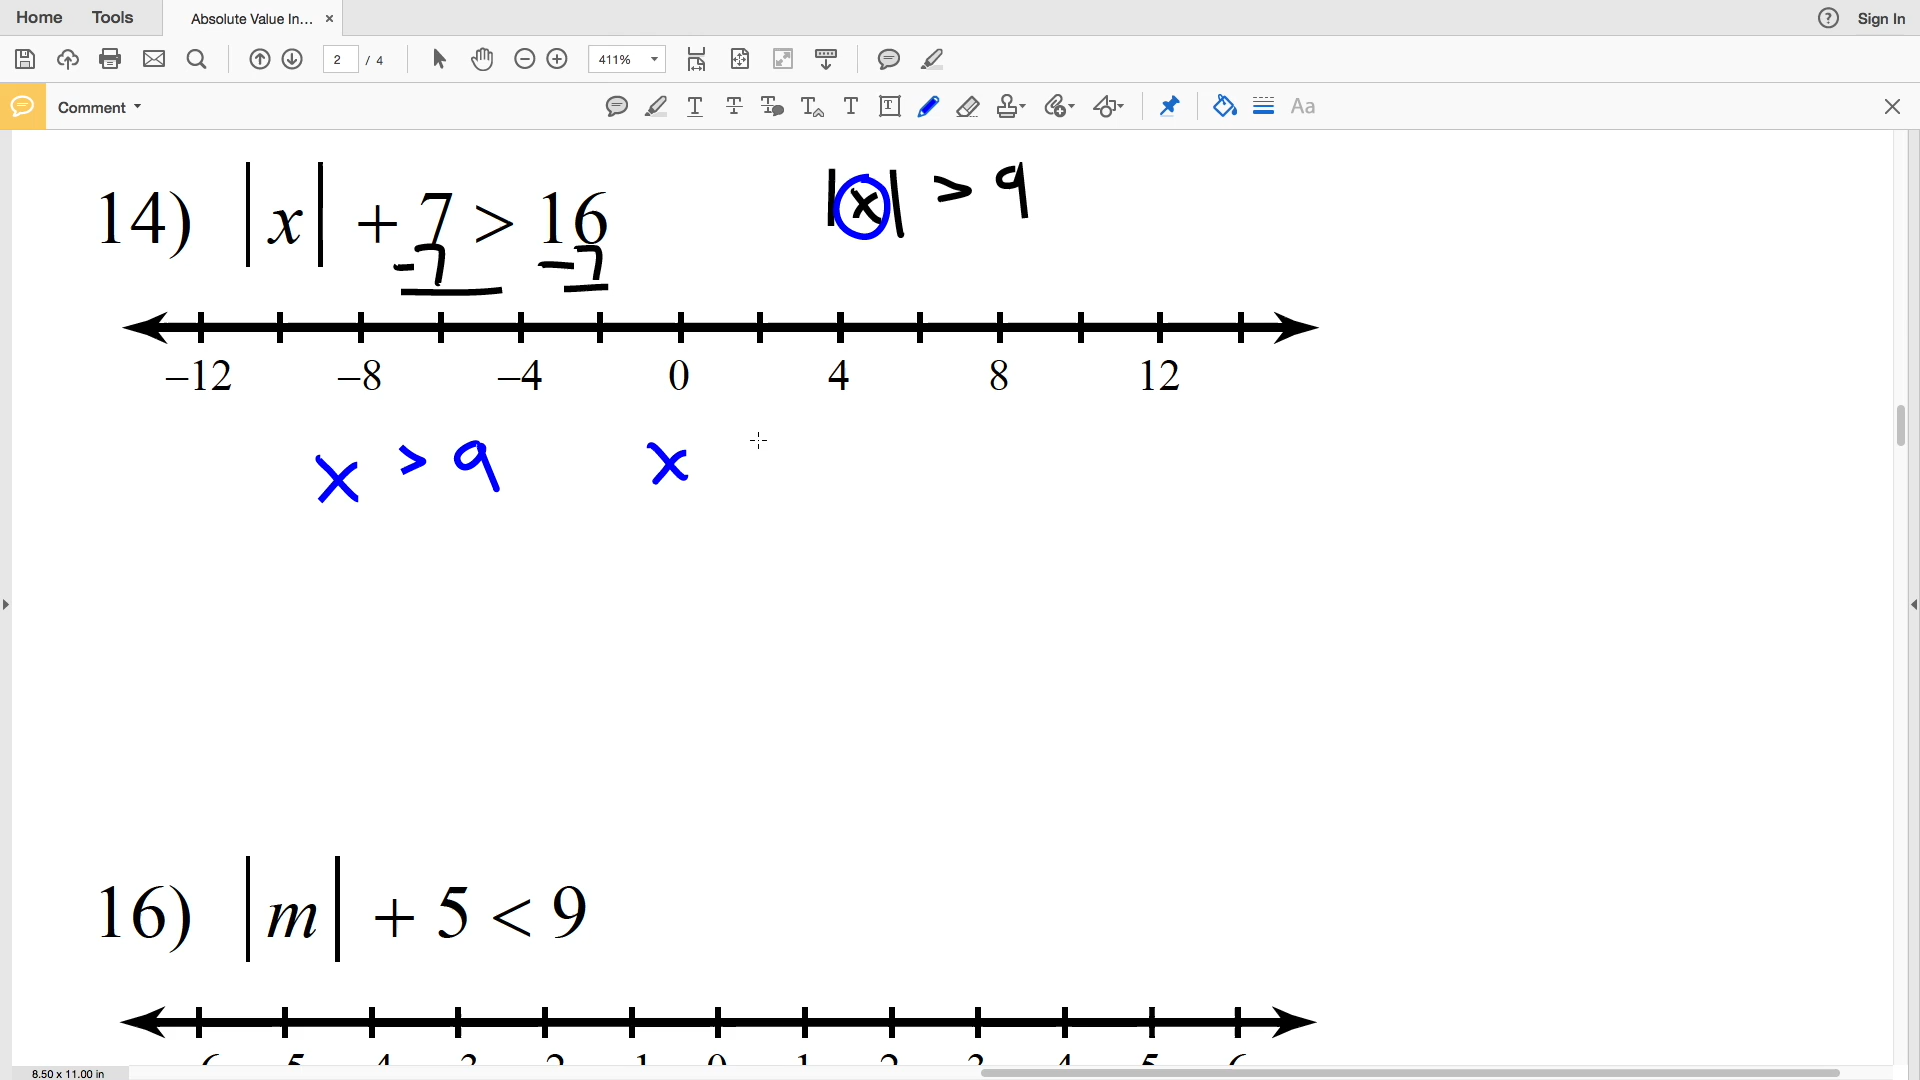 Home Tools Absolute Value In... × Sign In
2 / 4 411%
Comment Aa
14) |x| + 7 > 16 |x| > 9
-7 -7
–12 –8 –4 0 4 8 12
x > 9 x
16) |m| + 5 < 9
8.50 x 11.00 in